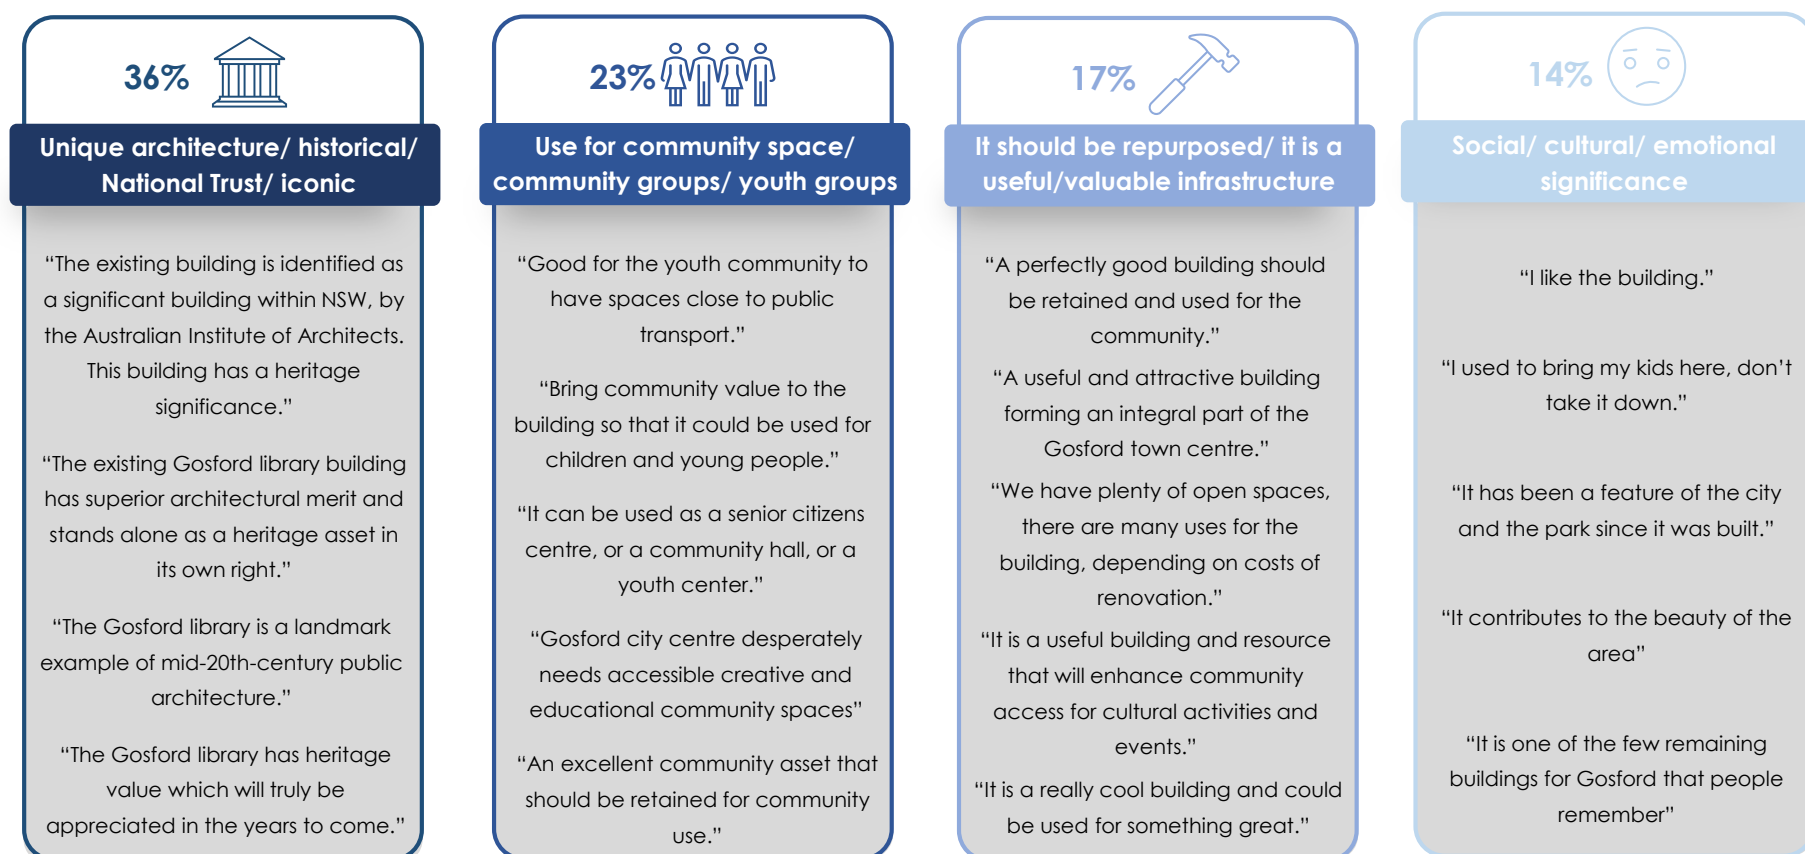 36%
Unique architecture/ historical/
National Trust/ iconic
“The existing building is identified as
a significant building within NSW, by
the Australian Institute of Architects.
This building has a heritage
significance.”
“The existing Gosford library building
has superior architectural merit and
stands alone as a heritage asset in
its own right.”
“The Gosford library is a landmark
example of mid-20th-century public
architecture.”
“The Gosford library has heritage
value which will truly be
appreciated in the years to come.”
23%
Use for community space/
community groups/ youth groups
“Good for the youth community to
have spaces close to public
transport.”
“Bring community value to the
building so that it could be used for
children and young people.”
“It can be used as a senior citizens
centre, or a community hall, or a
youth center.”
“Gosford city centre desperately
needs accessible creative and
educational community spaces”
“An excellent community asset that
should be retained for community
use.”
17%
It should be repurposed/ it is a
useful/valuable infrastructure
“A perfectly good building should
be retained and used for the
community.”
“A useful and attractive building
forming an integral part of the
Gosford town centre.”
“We have plenty of open spaces,
there are many uses for the
building, depending on costs of
renovation.”
“It is a useful building and resource
that will enhance community
access for cultural activities and
events.”
“It is a really cool building and could
be used for something great.”
14%
Social/ cultural/ emotional
significance
“I like the building.”
“I used to bring my kids here, don’t
take it down.”
“It has been a feature of the city
and the park since it was built.”
“It contributes to the beauty of the
area”
“It is one of the few remaining
buildings for Gosford that people
remember”